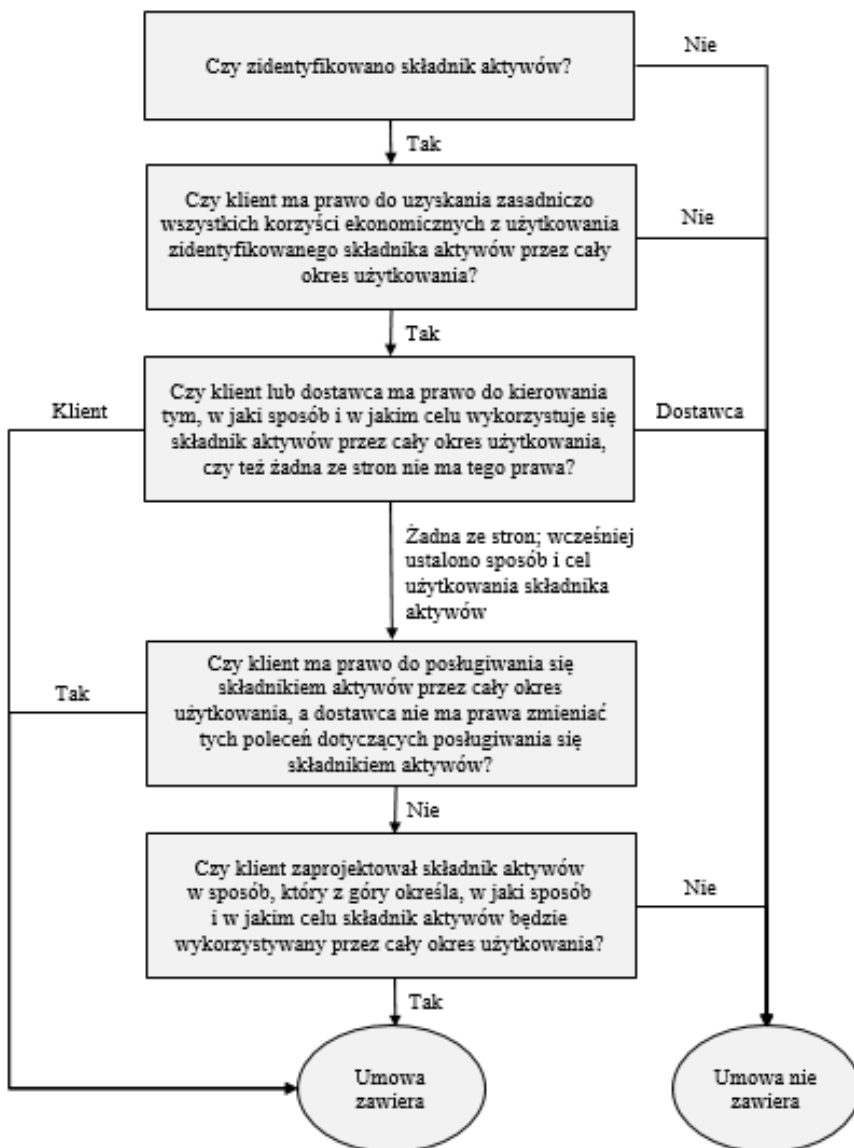 Czy zidentyfikowano składnik aktywów?
Nie
Tak
Czy klient ma prawo do uzyskania zasadniczo
wszystkich korzyści ekonomicznych z użytkowania
zidentyfikowanego składnika aktywów przez cały
okres użytkowania?
Nie
Tak
Klient
Czy klient lub dostawca ma prawo do kierowania
tym, w jaki sposób i w jakim celu wykorzystuje się
składnik aktywów przez cały okres użytkowania,
czy też żadna ze stron nie ma tego prawa?
Dostawca
Żadna ze stron; wcześniej
ustalono sposób i cel
użytkowania składnika
aktywów
Tak
Czy klient ma prawo do posługiwania się
składnikiem aktywów przez cały okres
użytkowania, a dostawca nie ma prawa zmieniać
tych poleceń dotyczących posługiwania się
składnikiem aktywów?
Nie
Czy klient zaprojektował składnik aktywów
w sposób, który z góry określa, w jaki sposób
i w jakim celu składnik aktywów będzie
wykorzystywany przez cały okres użytkowania?
Nie
Tak
Umowa
zawiera
Umowa nie
zawiera